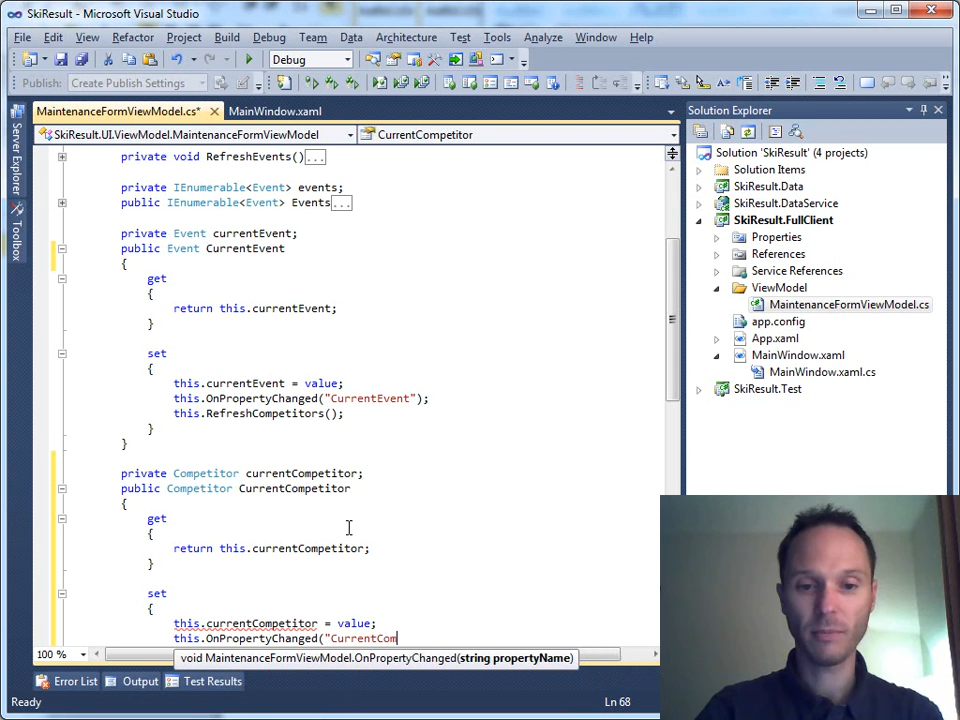 SkiResult - Microsoft Visual Studio
File Edit View Refactor Project Build Debug Team Data Architecture Test Tools Analyze Window Help
Debug
Publish: Create Publish Settings
MaintenanceFormViewModel.cs* MainWindow.xaml
SkiResult.UI.ViewModel.MaintenanceFormViewModel CurrentCompetitor
Server Explorer
Toolbox
private void RefreshEvents()...
private IEnumerable<Event> events;
public IEnumerable<Event> Events...
private Event currentEvent;
public Event CurrentEvent
{
get
{
return this.currentEvent;
}
set
{
this.currentEvent = value;
this.OnPropertyChanged("CurrentEvent");
this.RefreshCompetitors();
}
}
private Competitor currentCompetitor;
public Competitor CurrentCompetitor
{
get
{
return this.currentCompetitor;
}
set
{
this.currentCompetitor = value;
this.OnPropertyChanged("CurrentCom
void MaintenanceFormViewModel.OnPropertyChanged(string propertyName)
100 %
Solution Explorer
Solution 'SkiResult' (4 projects)
Solution Items
SkiResult.Data
SkiResult.DataService
SkiResult.FullClient
Properties
References
Service References
ViewModel
MaintenanceFormViewModel.cs
app.config
App.xaml
MainWindow.xaml
MainWindow.xaml.cs
SkiResult.Test
Error List Output Test Results
Ready Ln 68